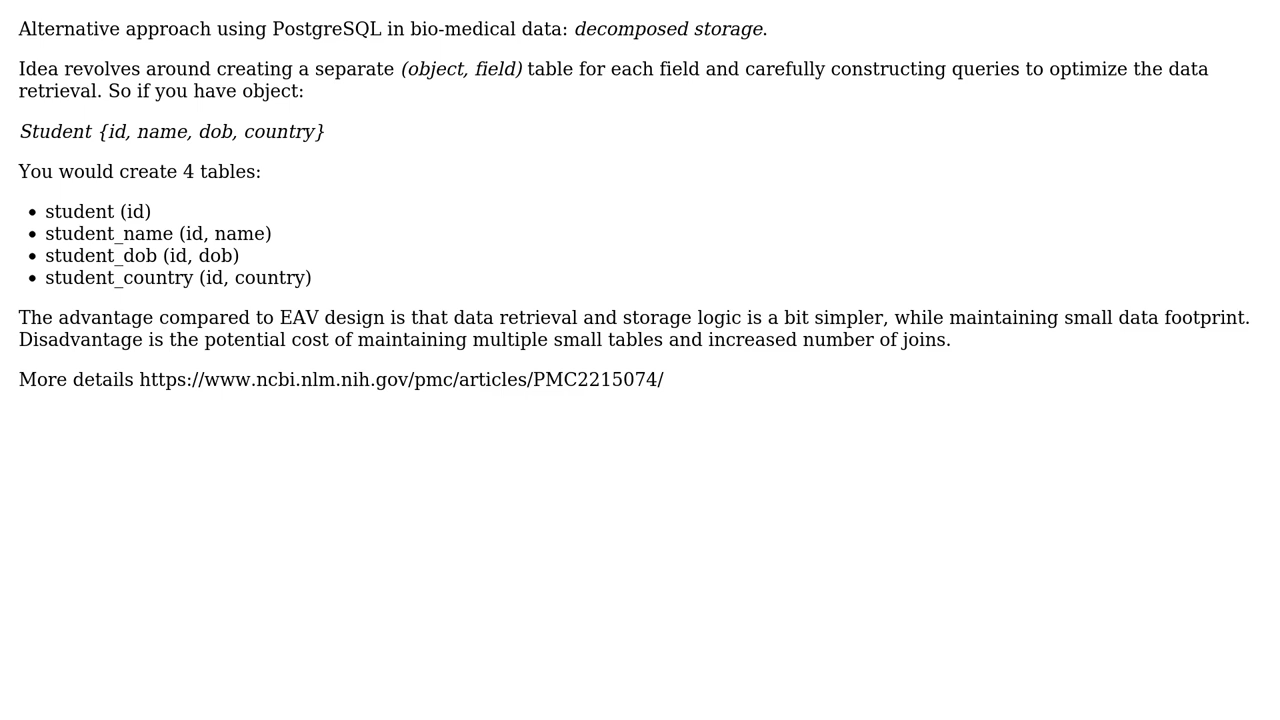 Alternative approach using PostgreSQL in bio-medical data: decomposed storage.
Idea revolves around creating a separate (object, field) table for each field and carefully constructing queries to optimize the data
retrieval. So if you have object:
Student {id, name, dob, country}
You would create 4 tables:
• student (id)
• student_name (id, name)
• student_dob (id, dob)
• student_country (id, country)
The advantage compared to EAV design is that data retrieval and storage logic is a bit simpler, while maintaining small data footprint.
Disadvantage is the potential cost of maintaining multiple small tables and increased number of joins.
More details https://www.ncbi.nlm.nih.gov/pmc/articles/PMC2215074/